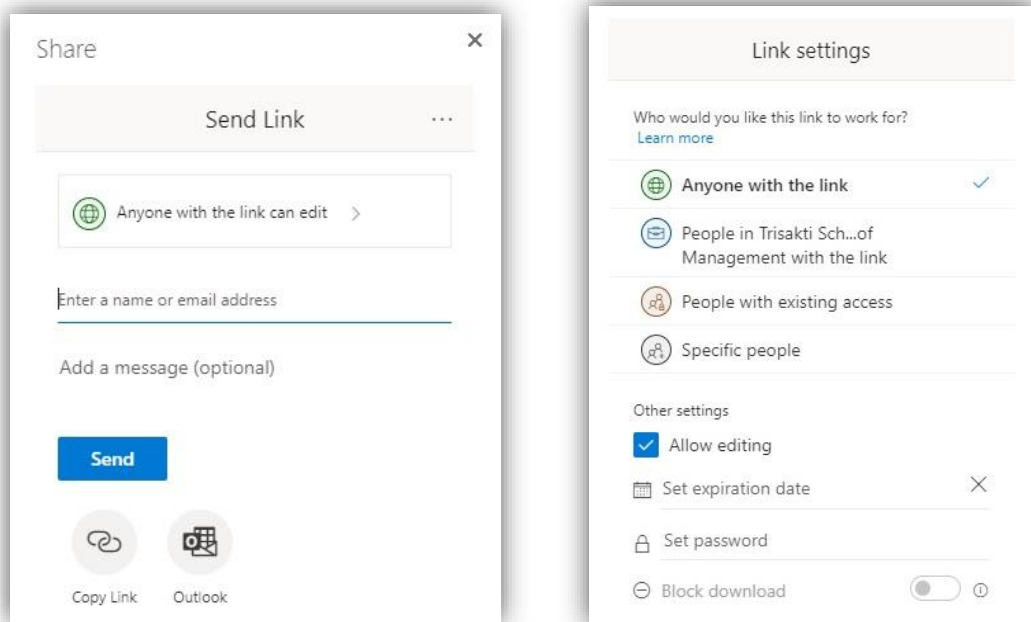 Share
Send Link
Anyone with the link can edit
Enter a name or email address
Add a message (optional)
Send
Copy Link
Outlook
Link settings
Who would you like this link to work for?
Learn more
Anyone with the link
People in Trisakti Sch...of
Management with the link
People with existing access
Specific people
Other settings
Allow editing
Set expiration date
Set password
Block download